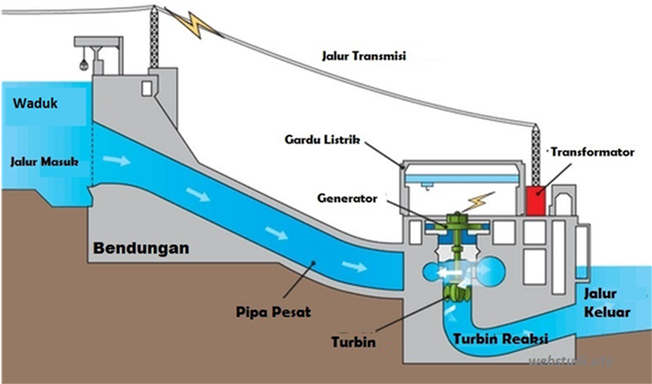 Jalur Transmisi
Waduk
Gardu Listrik
Transformator
Jalur Masuk
Generator
Bendungan
Pipa Pesat
Jalur
Keluar
Turbin
Turbin Reaksi